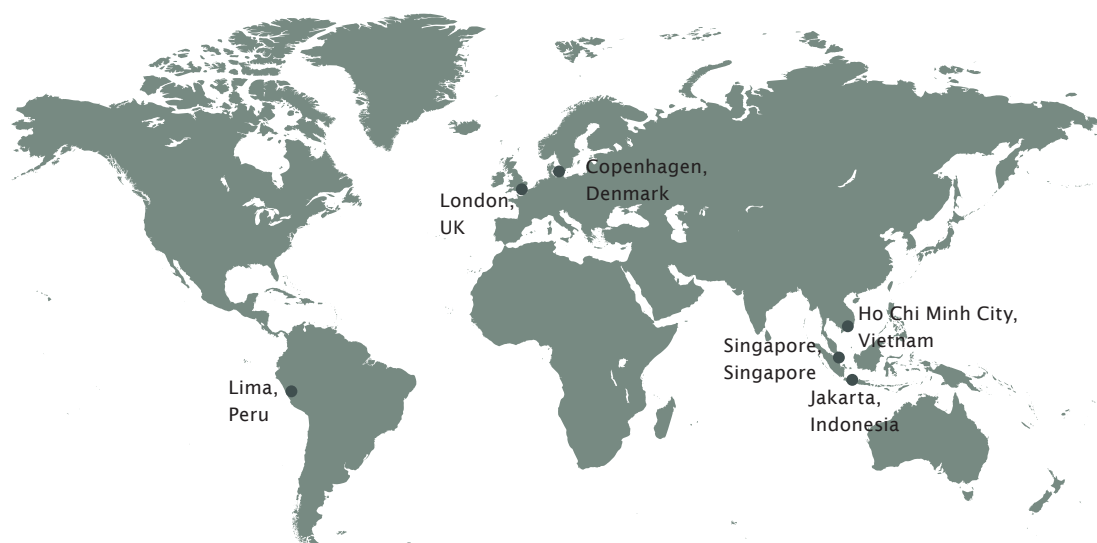 Copenhagen,
Denmark
London,
UK
Ho Chi Minh City,
Vietnam
Singapore,
Singapore
Lima,
Peru
Jakarta,
Indonesia